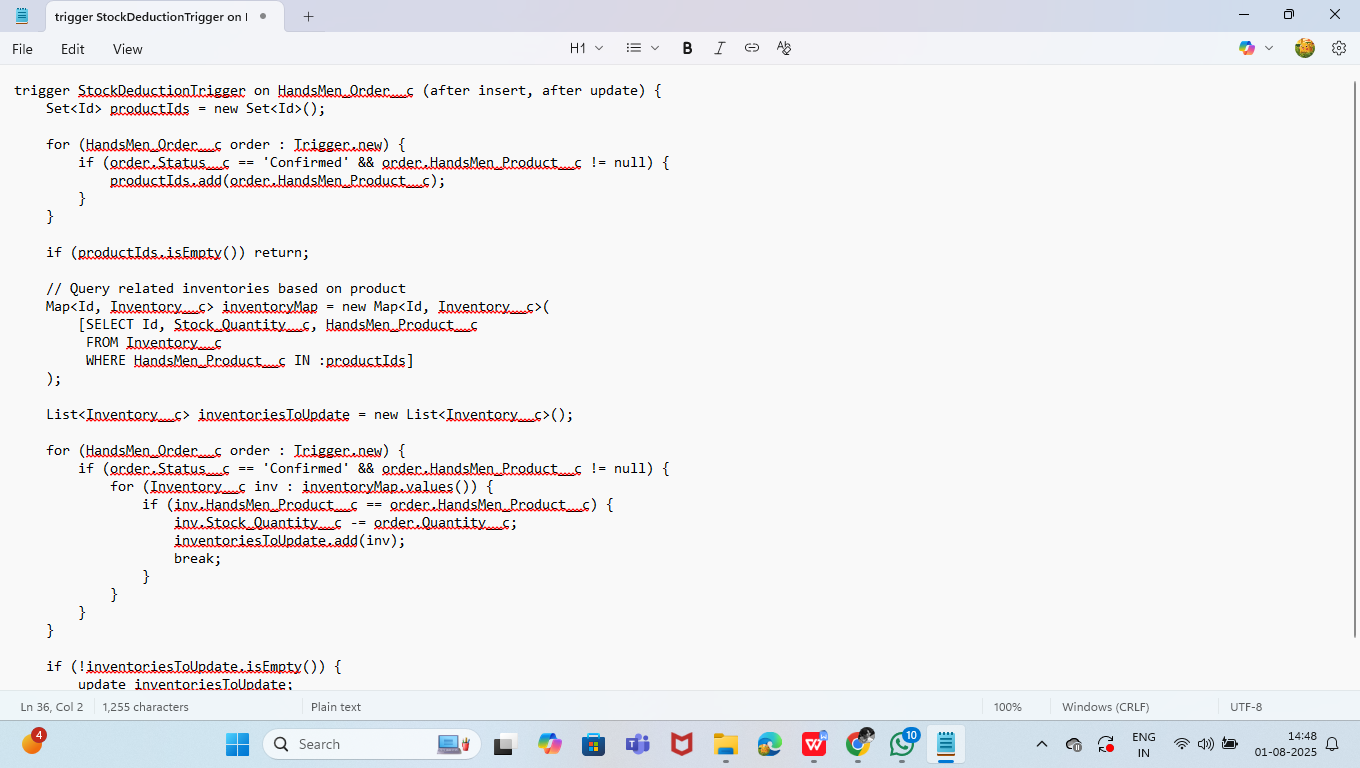 trigger StockDeductionTrigger on I
File Edit View H1 B I
trigger StockDeductionTrigger on HandsMen_Order__c (after insert, after update) {
    Set<Id> productIds = new Set<Id>();

    for (HandsMen_Order__c order : Trigger.new) {
        if (order.Status__c == 'Confirmed' && order.HandsMen_Product__c != null) {
            productIds.add(order.HandsMen_Product__c);
        }
    }

    if (productIds.isEmpty()) return;

    // Query related inventories based on product
    Map<Id, Inventory__c> inventoryMap = new Map<Id, Inventory__c>(
        [SELECT Id, Stock_Quantity__c, HandsMen_Product__c
         FROM Inventory__c
         WHERE HandsMen_Product__c IN :productIds]
    );

    List<Inventory__c> inventoriesToUpdate = new List<Inventory__c>();

    for (HandsMen_Order__c order : Trigger.new) {
        if (order.Status__c == 'Confirmed' && order.HandsMen_Product__c != null) {
            for (Inventory__c inv : inventoryMap.values()) {
                if (inv.HandsMen_Product__c == order.HandsMen_Product__c) {
                    inv.Stock_Quantity__c -= order.Quantity__c;
                    inventoriesToUpdate.add(inv);
                    break;
                }
            }
        }
    }

    if (!inventoriesToUpdate.isEmpty()) {
        update inventoriesToUpdate;
Ln 36, Col 2 1,255 characters Plain text 100% Windows (CRLF) UTF-8
4 Search 10 ENG 14:48
IN 01-08-2025